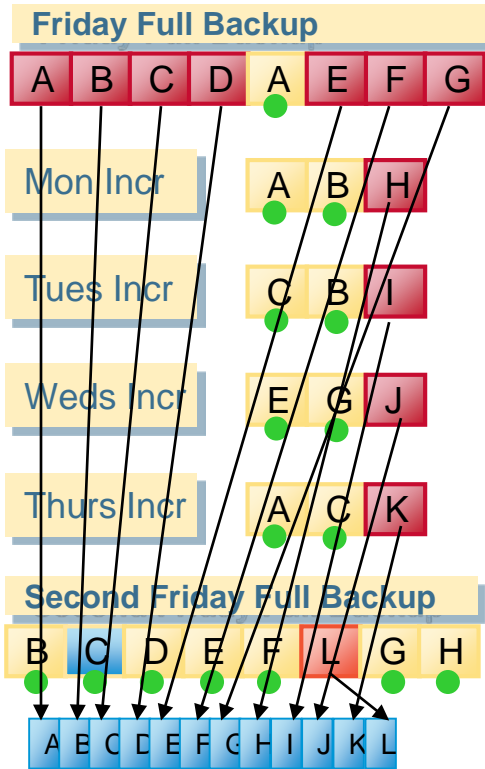 Friday Full Backup
A B C D A E F G
Mon Incr A B H
Tues Incr C B I
Weds Incr E G J
Thurs Incr A C K
Second Friday Full Backup
B C D E F L G H
A B C D E F G H I J K L